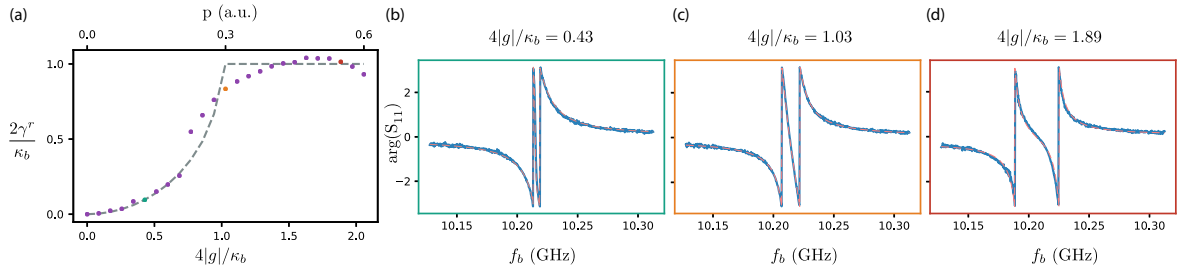 (a)
p (a.u.)
0.0 0.3 0.6
2γ^r / κ_b
1.0
0.5
0.0
0.0 0.5 1.0 1.5 2.0
4|g|/κ_b
(b)
4|g|/κ_b = 0.43
arg(S_11)
2
0
−2
10.15 10.20 10.25 10.30
f_b (GHz)
(c)
4|g|/κ_b = 1.03
10.15 10.20 10.25 10.30
f_b (GHz)
(d)
4|g|/κ_b = 1.89
10.15 10.20 10.25 10.30
f_b (GHz)